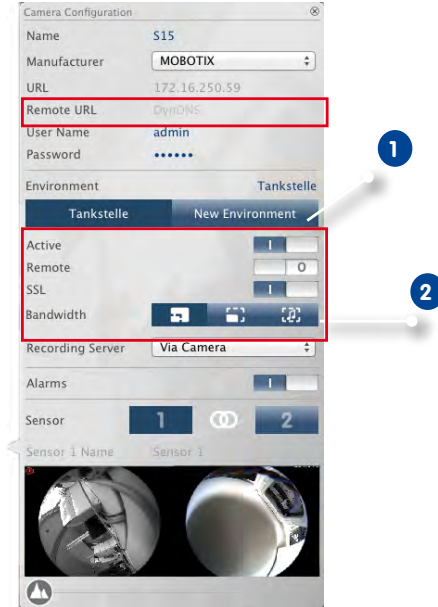 Camera Configuration
Name S15
Manufacturer MOBOTIX
URL 172.16.250.59
Remote URL DynDNS
User Name admin
Password ••••••
Environment Tankstelle
Tankstelle New Environment
1
Active I
Remote O
SSL I
Bandwidth
2
Recording Server Via Camera
Alarms I
Sensor 1 2
Sensor 1 Name Sensor 1